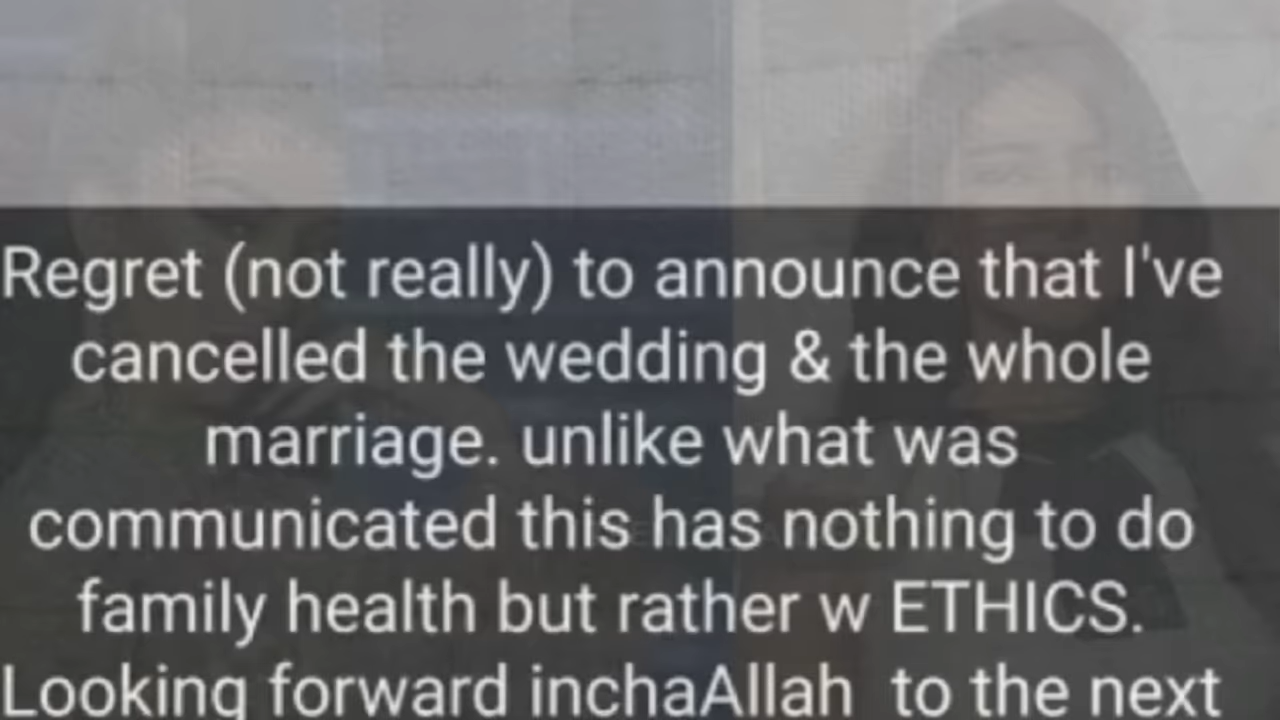 Regret (not really) to announce that I've
cancelled the wedding & the whole
marriage. unlike what was
communicated this has nothing to do
family health but rather w ETHICS.
Looking forward inchaAllah to the next